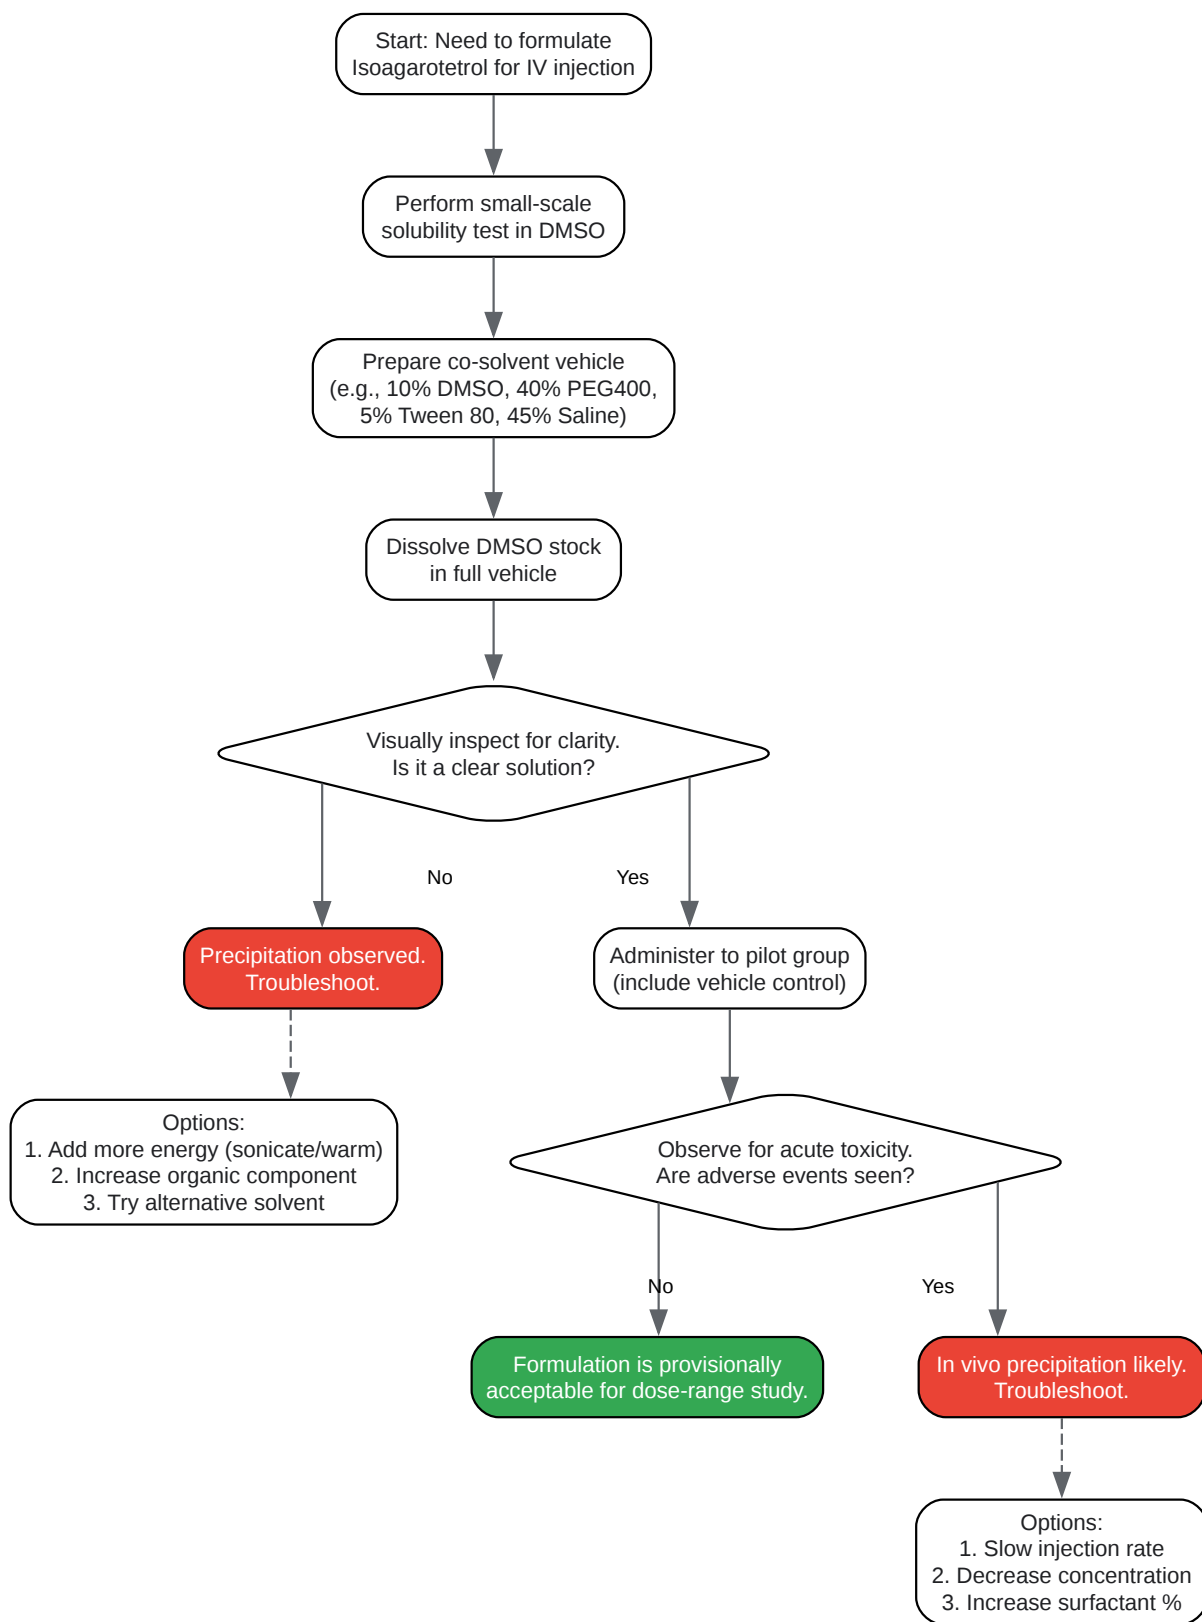 Start: Need to formulate
Isoagarotetrol for IV injection
Perform small-scale
solubility test in DMSO
Prepare co-solvent vehicle
(e.g., 10% DMSO, 40% PEG400,
5% Tween 80, 45% Saline)
Dissolve DMSO stock
in full vehicle
Visually inspect for clarity.
Is it a clear solution?
No
Yes
Precipitation observed.
Troubleshoot.
Administer to pilot group
(include vehicle control)
Options:
1. Add more energy (sonicate/warm)
2. Increase organic component
3. Try alternative solvent
Observe for acute toxicity.
Are adverse events seen?
No
Yes
Formulation is provisionally
acceptable for dose-range study.
In vivo precipitation likely.
Troubleshoot.
Options:
1. Slow injection rate
2. Decrease concentration
3. Increase surfactant %